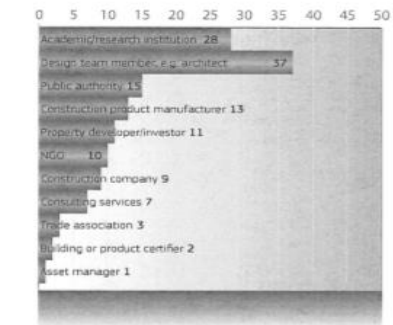 0 5 10 15 20 25 30 35 40 45 50
Academic/research institution 28
Design team member, e.g. architect 37
Public authority 15
Construction product manufacturer 13
Property developer/investor 11
NGO 10
Construction company 9
Consulting services 7
Trade association 3
Building or product certifier 2
Asset manager 1